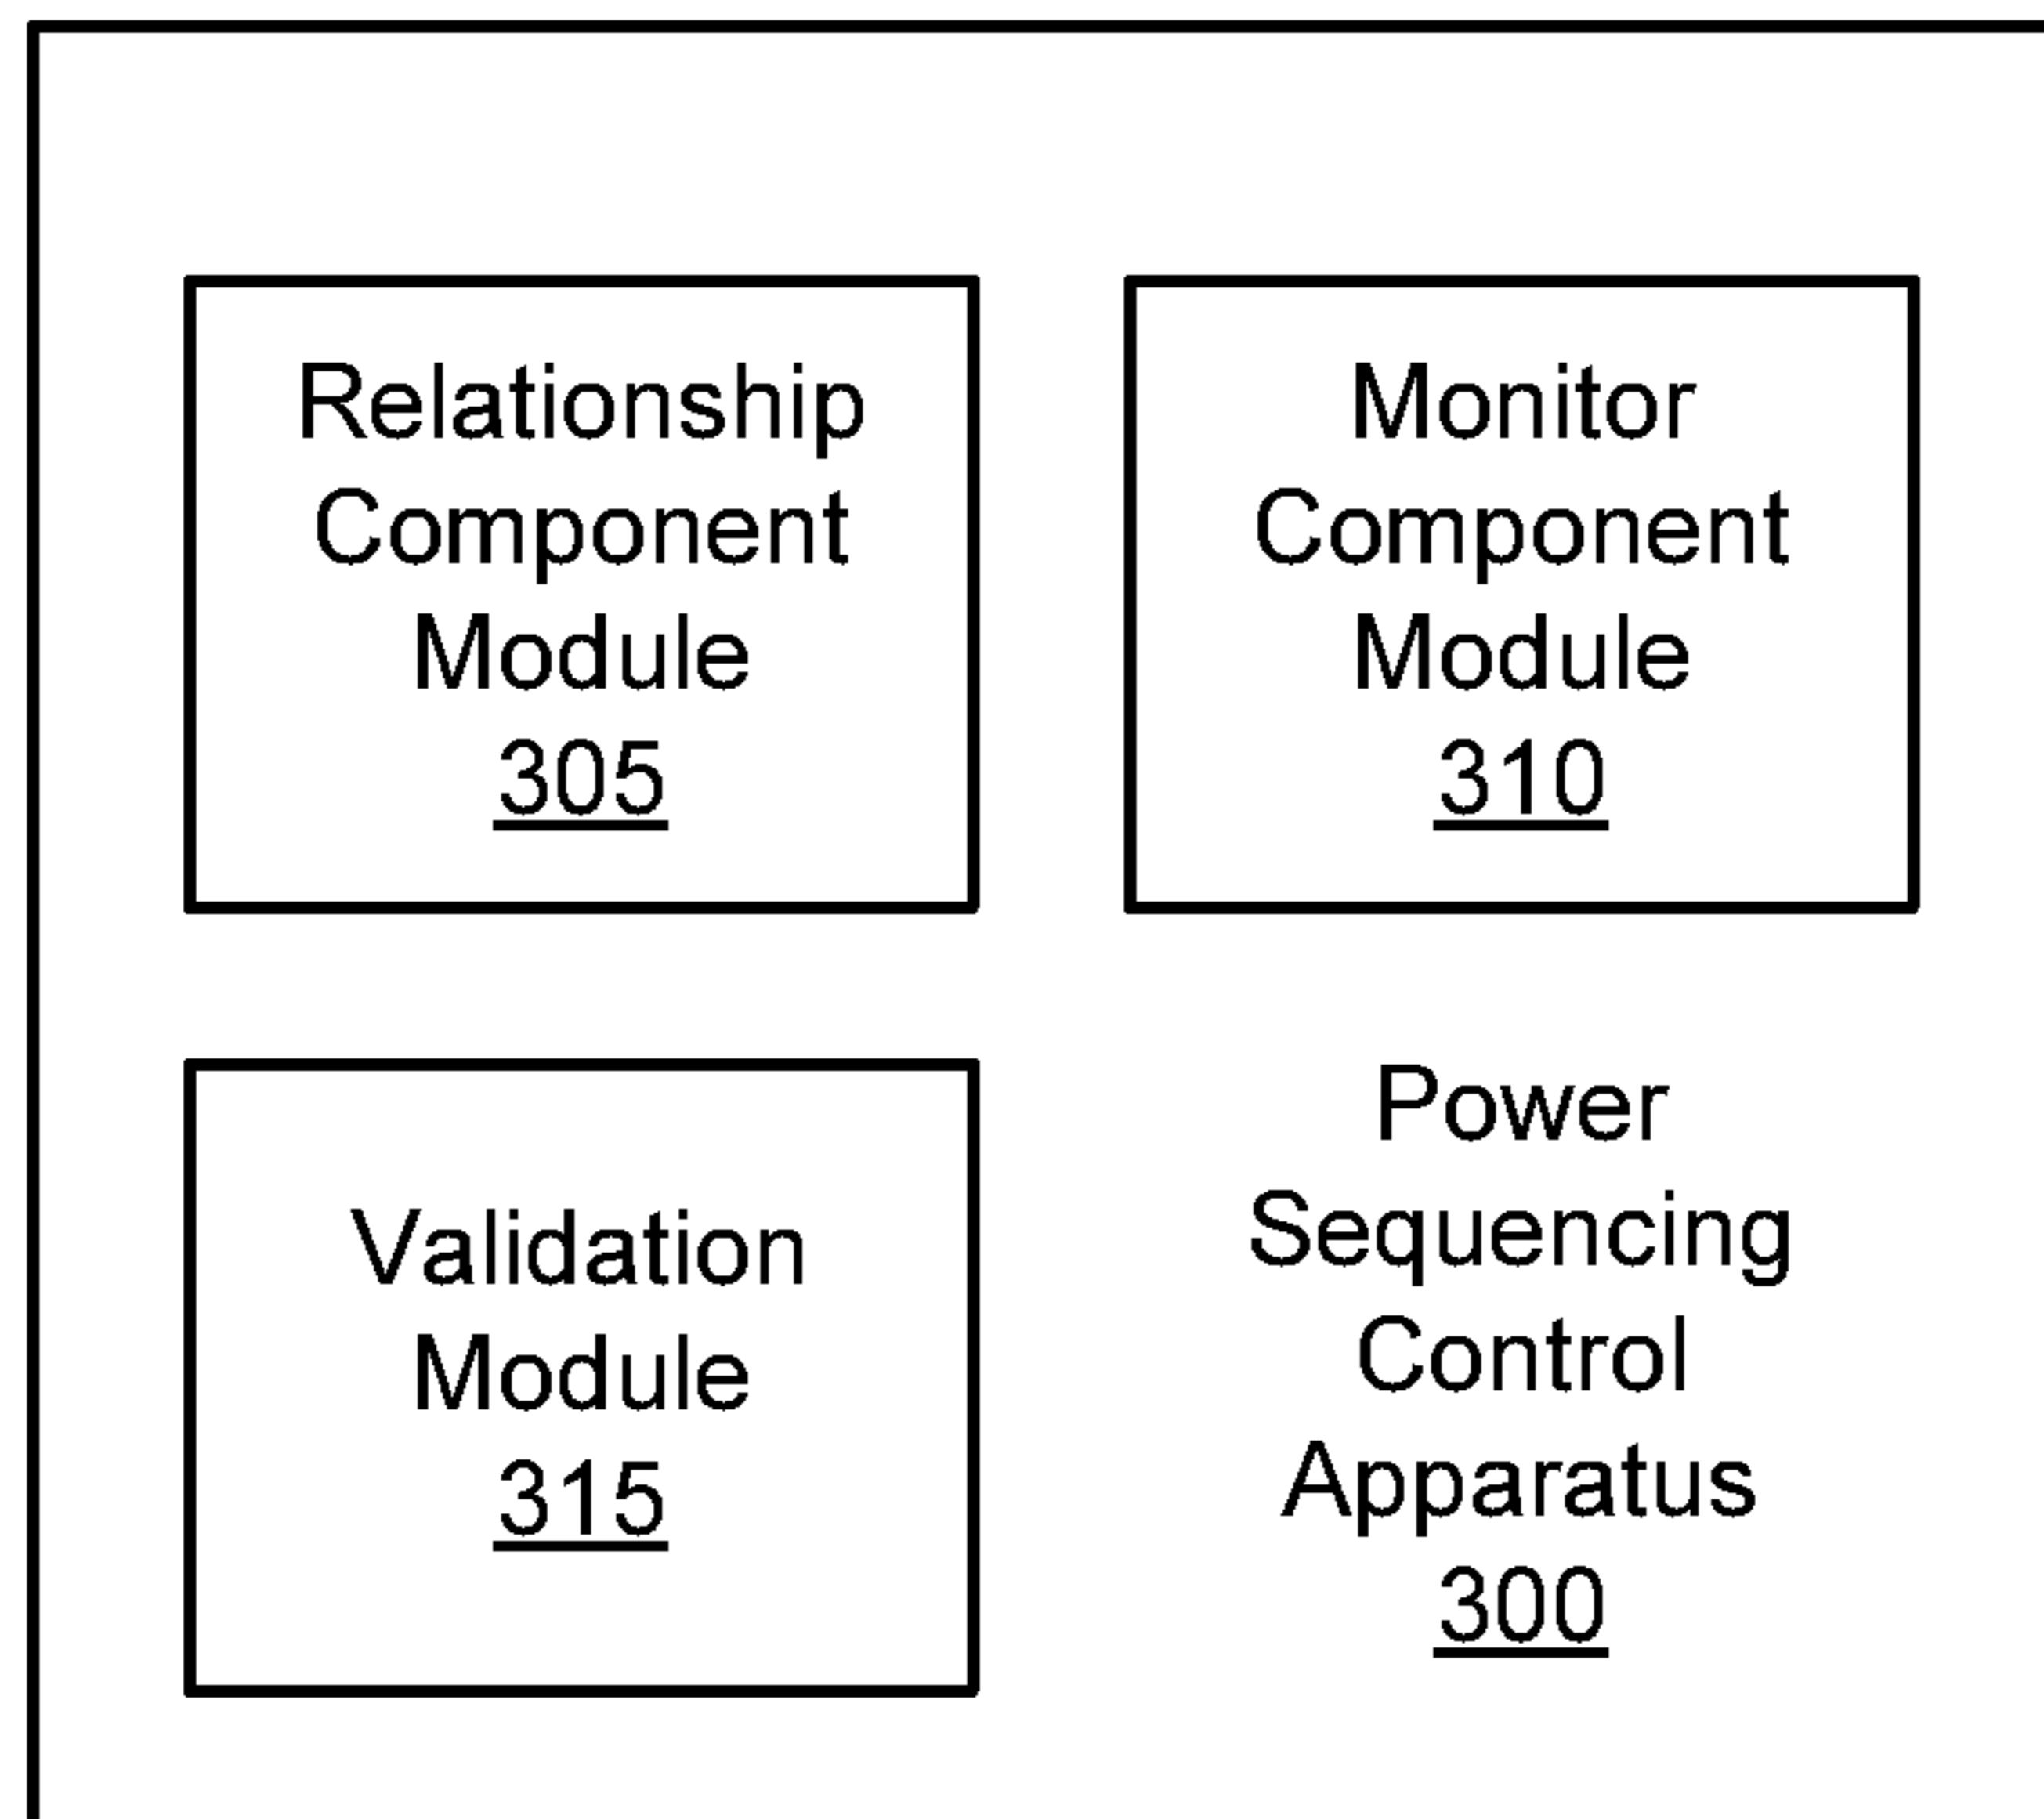 Relationship
Component
Module
305
Monitor
Component
Module
310
Validation
Module
315
Power
Sequencing
Control
Apparatus
300